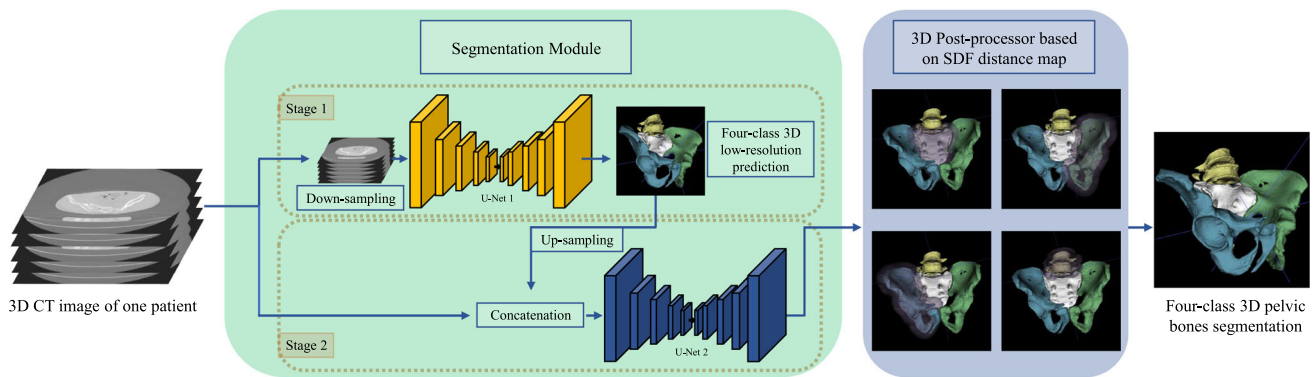 Segmentation Module
3D Post-processor based
on SDF distance map
Stage 1
Down-sampling
U-Net 1
Four-class 3D
low-resolution
prediction
Up-sampling
3D CT image of one patient
Concatenation
Stage 2
U-Net 2
Four-class 3D pelvic
bones segmentation